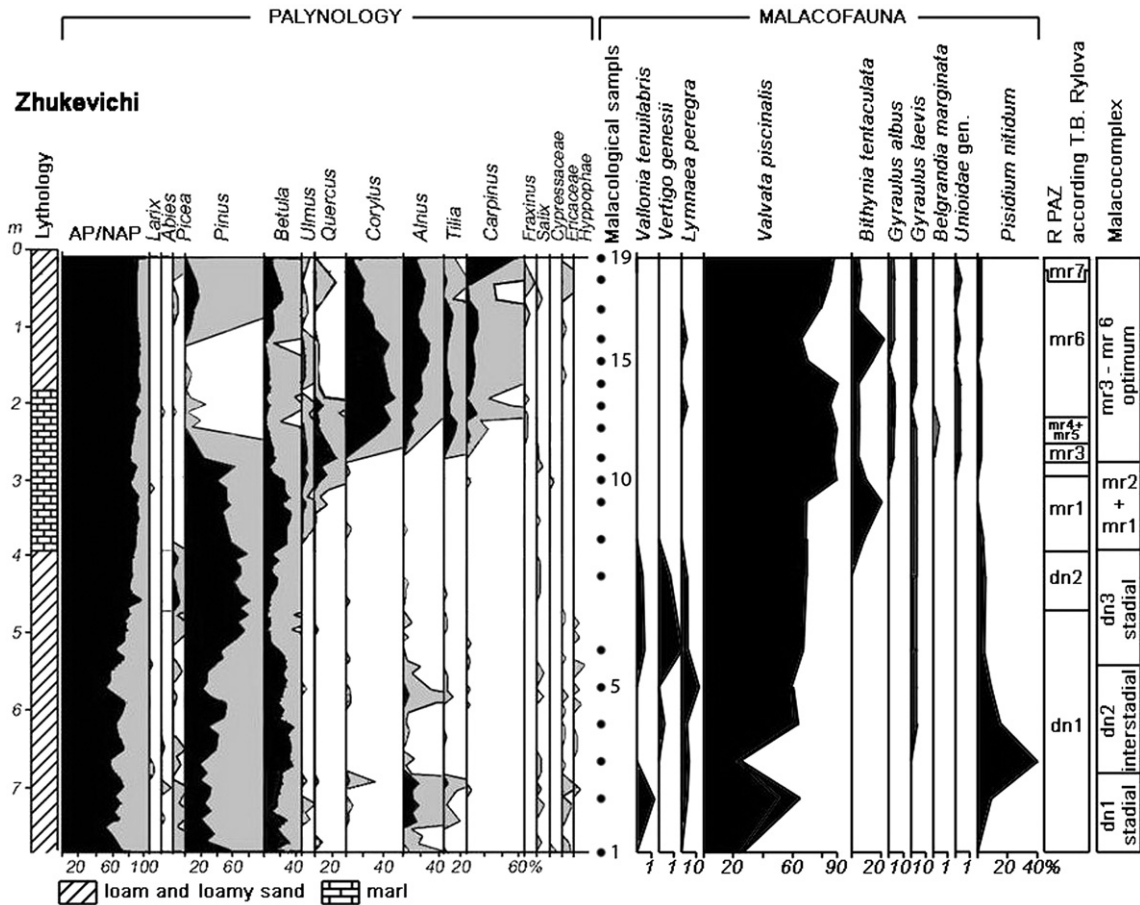 PALYNOLOGY
MALACOFAUNA
Zhukevichi
m
Lythology
AP/NAP
Larix
Abies
Picea
Pinus
Betula
Ulmus
Quercus
Corylus
Alnus
Tilia
Carpinus
Fraxinus
Salix
Cypressaceae
Ericaceae
Hyppophae
Malacological sampls
Vallonia tenuilabris
Vertigo genesii
Lymnaea peregra
Valvata piscinalis
Bithynia tentaculata
Gyraulus albus
Gyraulus laevis
Belgrandia marginata
Unioidae gen.
Pisidium nitidum
R PAZ
according T.B. Rylova
Malacocomplex
0
1
2
3
4
5
6
7
19
15
10
5
1
mr7
mr6
mr4+
mr5
mr3
mr1
dn2
dn1
mr3 - mr 6
optimum
mr2
+
mr1
dn3
stadial
dn2
interstadial
dn1
stadial
20 60 100 20 60 20 40 20 20 20 20 20 60%
1 1 10 20 60 90 20 10 10 1 1 20 40%
loam and loamy sand
marl